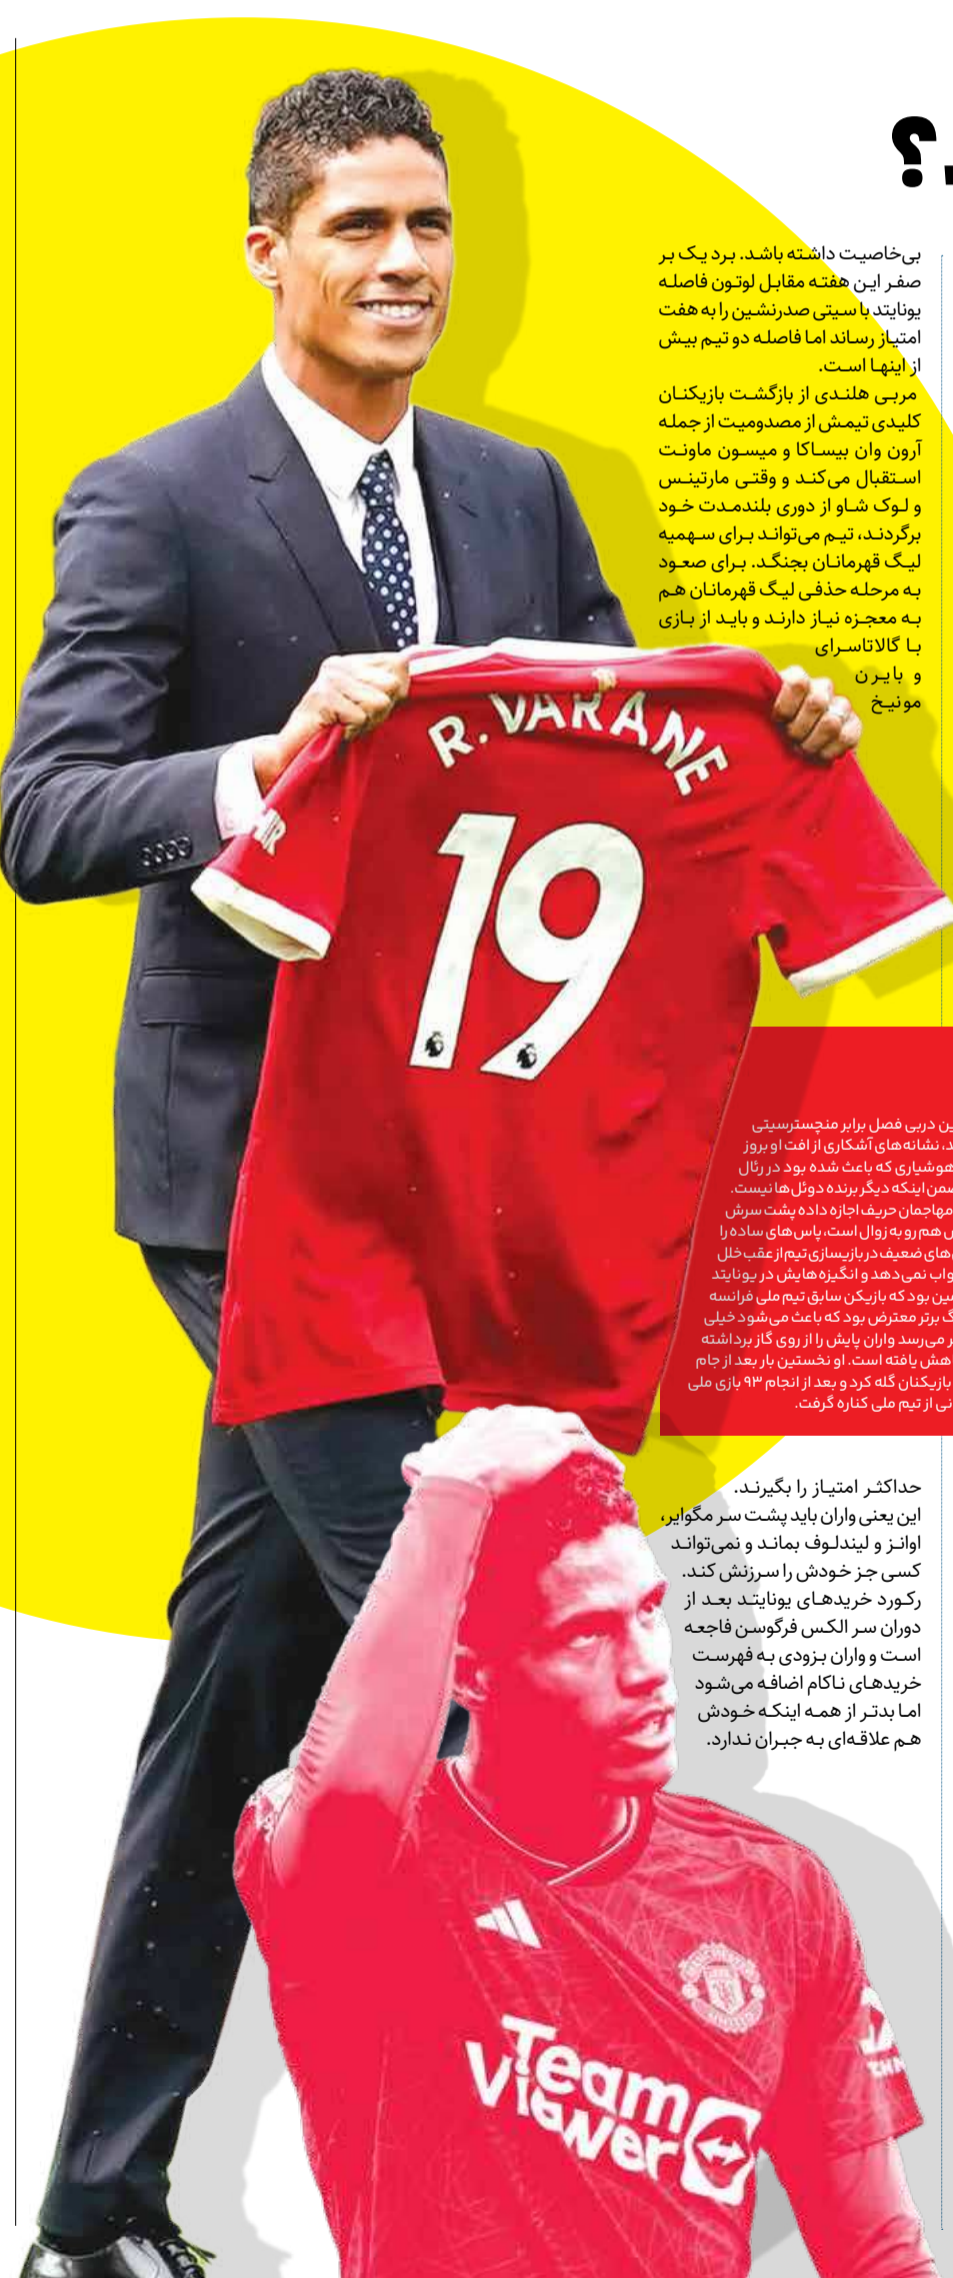 ؟
بی‌خاصیت داشته باشد. برد یک بر
صفر این هفته مقابل لوتون فاصله
یونایتد با سیتی صدرنشین را به هفت
امتیاز رساند اما فاصله دو تیم بیش
از اینها است.
مربی هلندی از بازگشت بازیکنان
کلیدی تیمش از مصدومیت از جمله
آرون وان بیساکا و میسون ماونت
استقبال می‌کند و وقتی مارتینس
و لوک شاو از دوری بلندمدت خود
برگردند، تیم می‌تواند برای سهمیه
لیگ قهرمانان بجنگد. برای صعود
به مرحله حذفی لیگ قهرمانان هم
به معجزه نیاز دارند و باید از بازی
با گالاتاسرای
و بایرن
مونیخ
R. VARANE
19
دربی فصل برابر منچسترسیتی
نشانه‌های آشکاری از افت او بروز
هوشیاری که باعث شده بود در رئال
ضمن اینکه دیگر برنده دوئل‌ها نیست.
مهاجمان حریف اجازه داده پشت سرش
هم رو به زوال است، پاس‌های ساده را
های ضعیف در بازیسازی تیم از عقب خلل
نمی‌دهد و انگیزه‌هایش در یونایتد
بود که بازیکن سابق تیم ملی فرانسه
برتر معترض بود که باعث می‌شود خیلی
می‌رسد واران پایش را از روی گاز برداشته
یافته است. او نخستین بار بعد از جام
بازیکنان گله کرد و بعد از انجام ۹۳ بازی ملی
از تیم ملی کناره گرفت.
حداکثر امتیاز را بگیرند.
این یعنی واران باید پشت سر مگوایر،
اوانز و لیندلوف بماند و نمی‌تواند
کسی جز خودش را سرزنش کند.
رکورد خریدهای یونایتد بعد از
دوران سر الکس فرگوسن فاجعه
است و واران بزودی به فهرست
خریدهای ناکام اضافه می‌شود
اما بدتر از همه اینکه خودش
هم علاقه‌ای به جبران ندارد.
MANCHESTER
UNITED
Team
Viewer